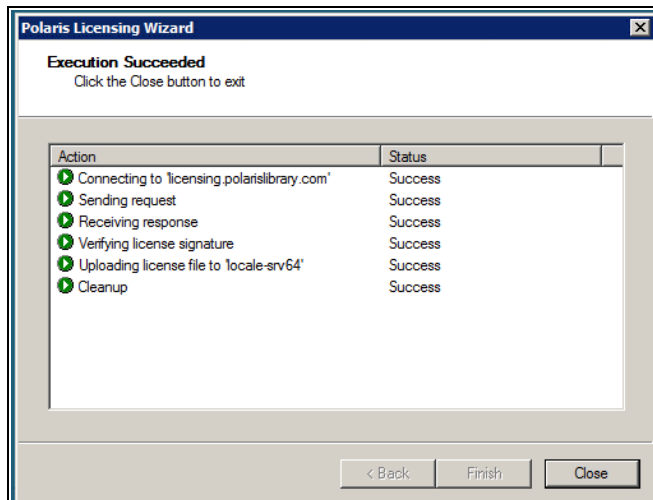 Polaris Licensing Wizard
Execution Succeeded
Click the Close button to exit
Action Status
Connecting to 'licensing.polarislibrary.com' Success
Sending request Success
Receiving response Success
Verifying license signature Success
Uploading license file to 'locale-srv64' Success
Cleanup Success
< Back Finish Close